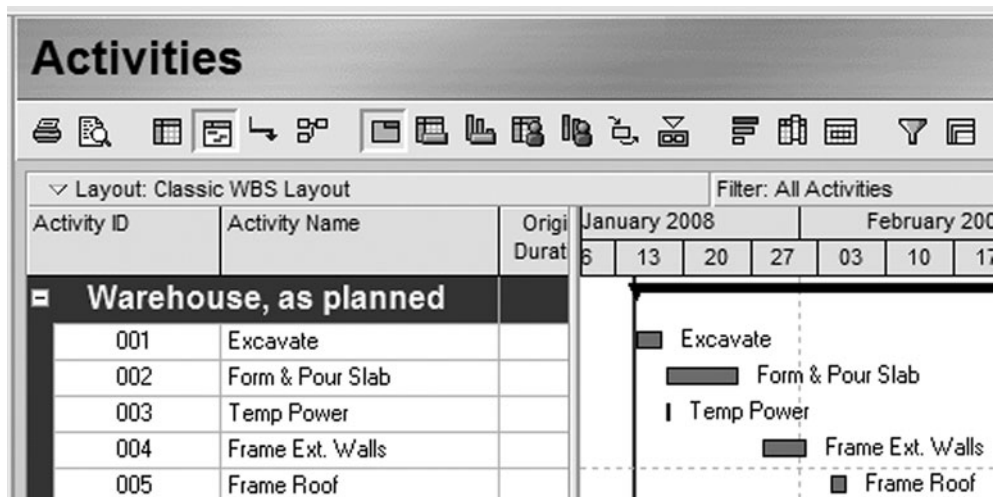 Activities
Layout: Classic WBS Layout Filter: All Activities
Activity ID Activity Name Origi January 2008 February 200
Durat 6 13 20 27 03 10 17
Warehouse, as planned
001 Excavate Excavate
002 Form & Pour Slab Form & Pour Slab
003 Temp Power Temp Power
004 Frame Ext. Walls Frame Ext. Walls
005 Frame Roof Frame Roof